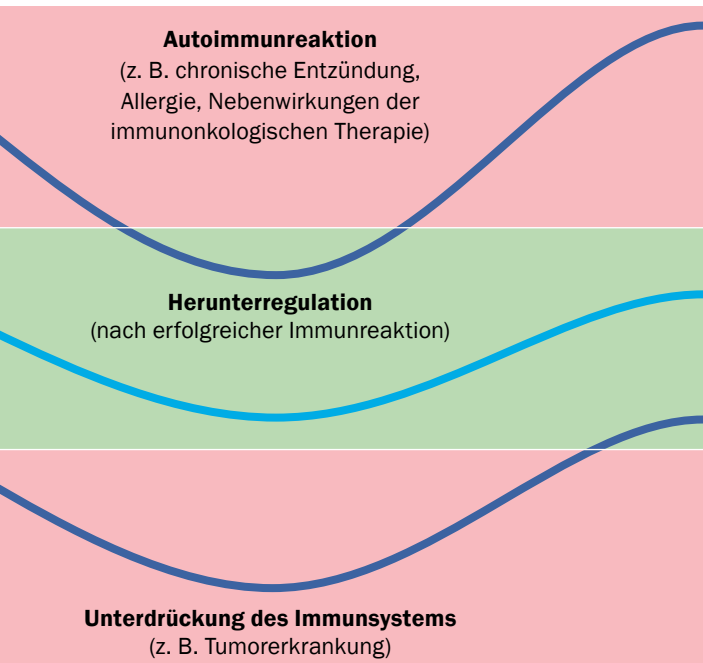 Autoimmunreaktion
(z. B. chronische Entzündung,
Allergie, Nebenwirkungen der
immunonkologischen Therapie)
Herunterregulation
(nach erfolgreicher Immunreaktion)
Unterdrückung des Immunsystems
(z. B. Tumorerkrankung)